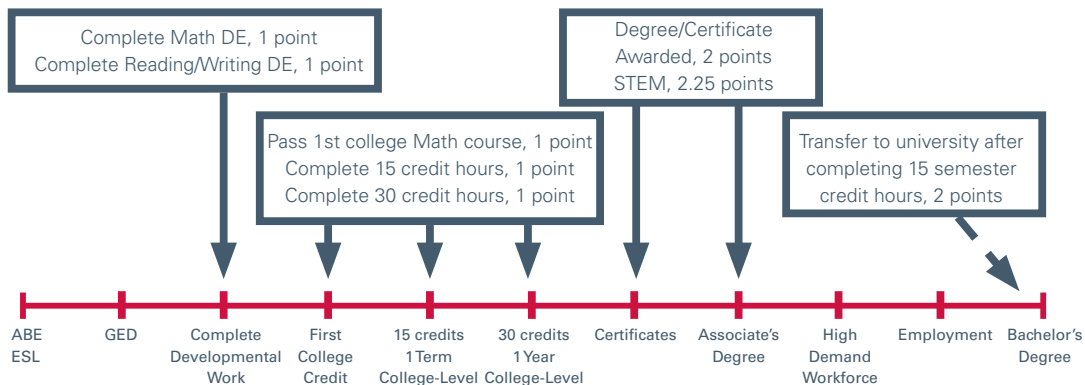 Complete Math DE, 1 point
Complete Reading/Writing DE, 1 point
Degree/Certificate
Awarded, 2 points
STEM, 2.25 points
Pass 1st college Math course, 1 point
Complete 15 credit hours, 1 point
Complete 30 credit hours, 1 point
Transfer to university after
completing 15 semester
credit hours, 2 points
ABE
ESL
GED
Complete
Developmental
Work
First
College
Credit
15 credits
1 Term
College-Level
30 credits
1 Year
College-Level
Certificates
Associate's
Degree
High
Demand
Workforce
Employment
Bachelor's
Degree